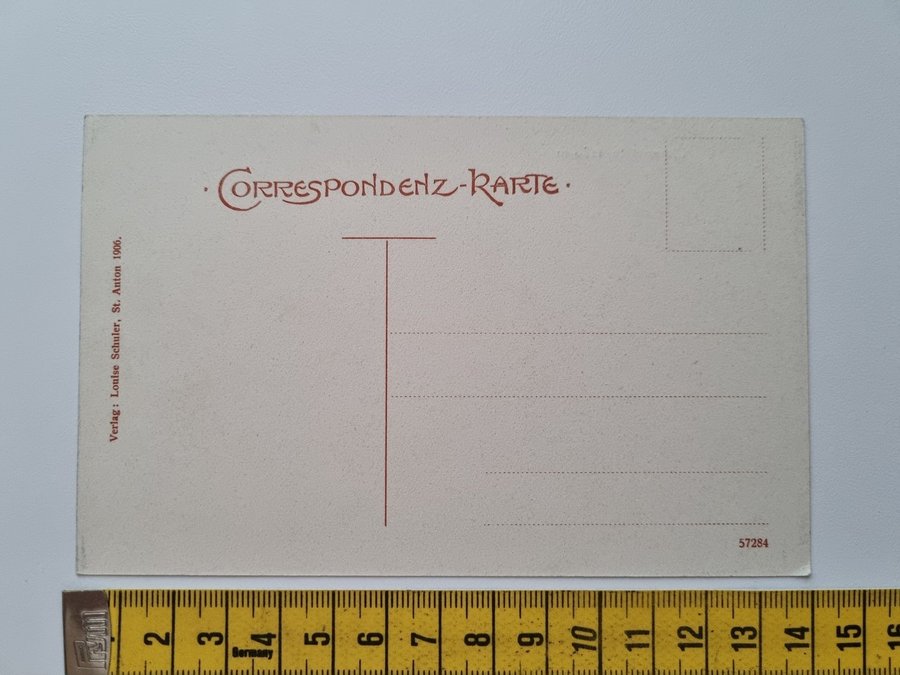 · CORRESPONDENZ-KARTE ·
Verlag: Louise Schuler, St. Anton 1906.
57284
2 3 4 5 6 7 8 9 10 11 12 13 14 15 16
Germany